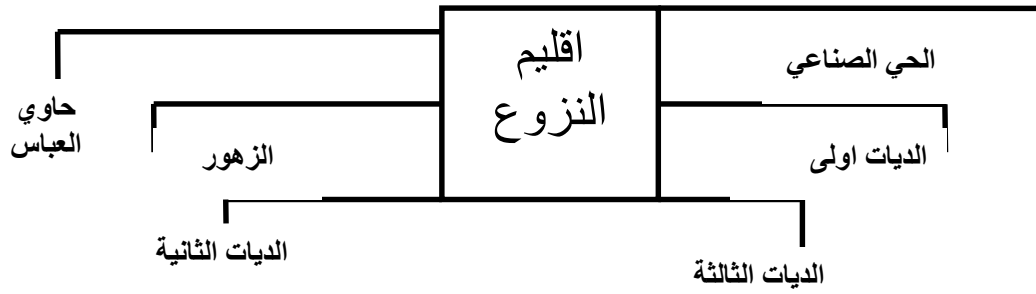 اقليم
النزوع
الحي الصناعي
حاوي
العباس
الديات اولى
الزهور
الديات الثالثة
الديات الثانية